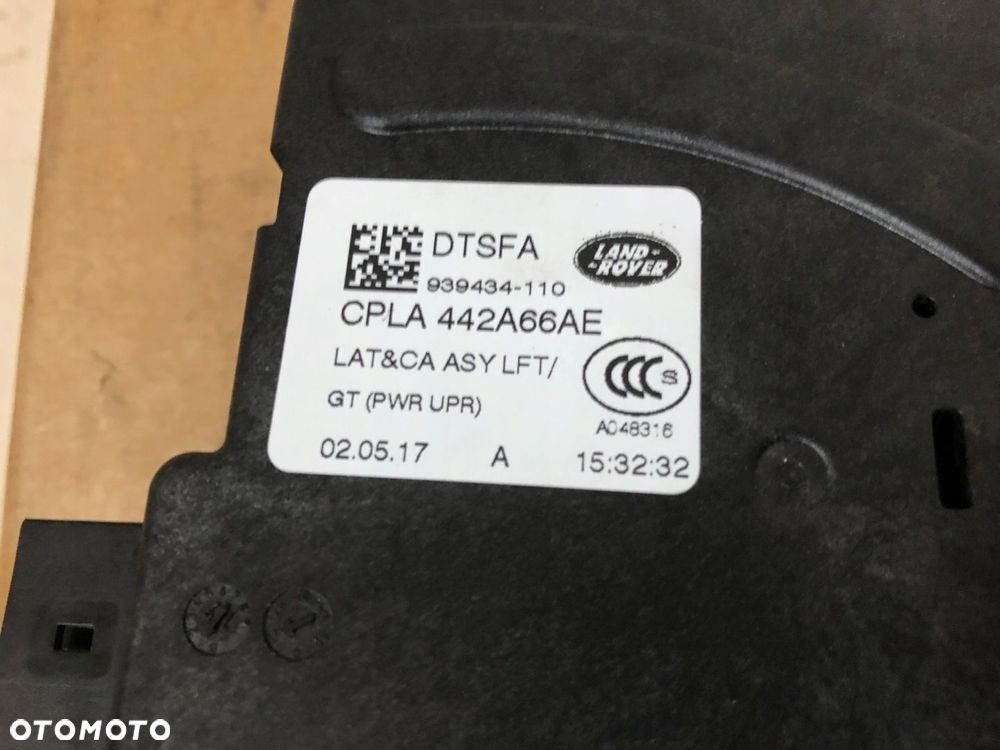 DTSFA
LAND-
-ROVER
939434-110
CPLA 442A66AE
LAT&CA ASY LFT/
GT (PWR UPR)
CCC S
A048316
02.05.17 A 15:32:32
OTOMOTO